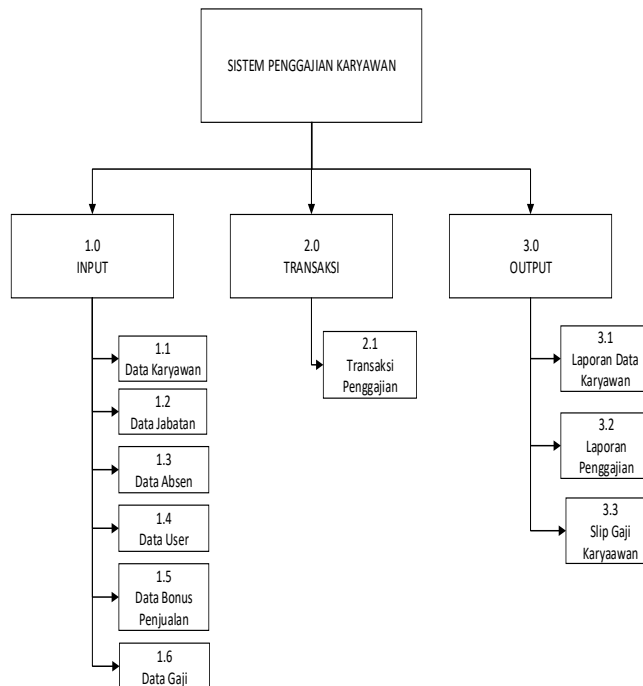 SISTEM PENGGAJIAN KARYAWAN
1.0
INPUT
2.0
TRANSAKSI
3.0
OUTPUT
1.1
Data Karyawan
1.2
Data Jabatan
1.3
Data Absen
1.4
Data User
1.5
Data Bonus
Penjualan
1.6
Data Gaji
2.1
Transaksi
Penggajian
3.1
Laporan Data
Karyawan
3.2
Laporan
Penggajian
3.3
Slip Gaji
Karyaawan